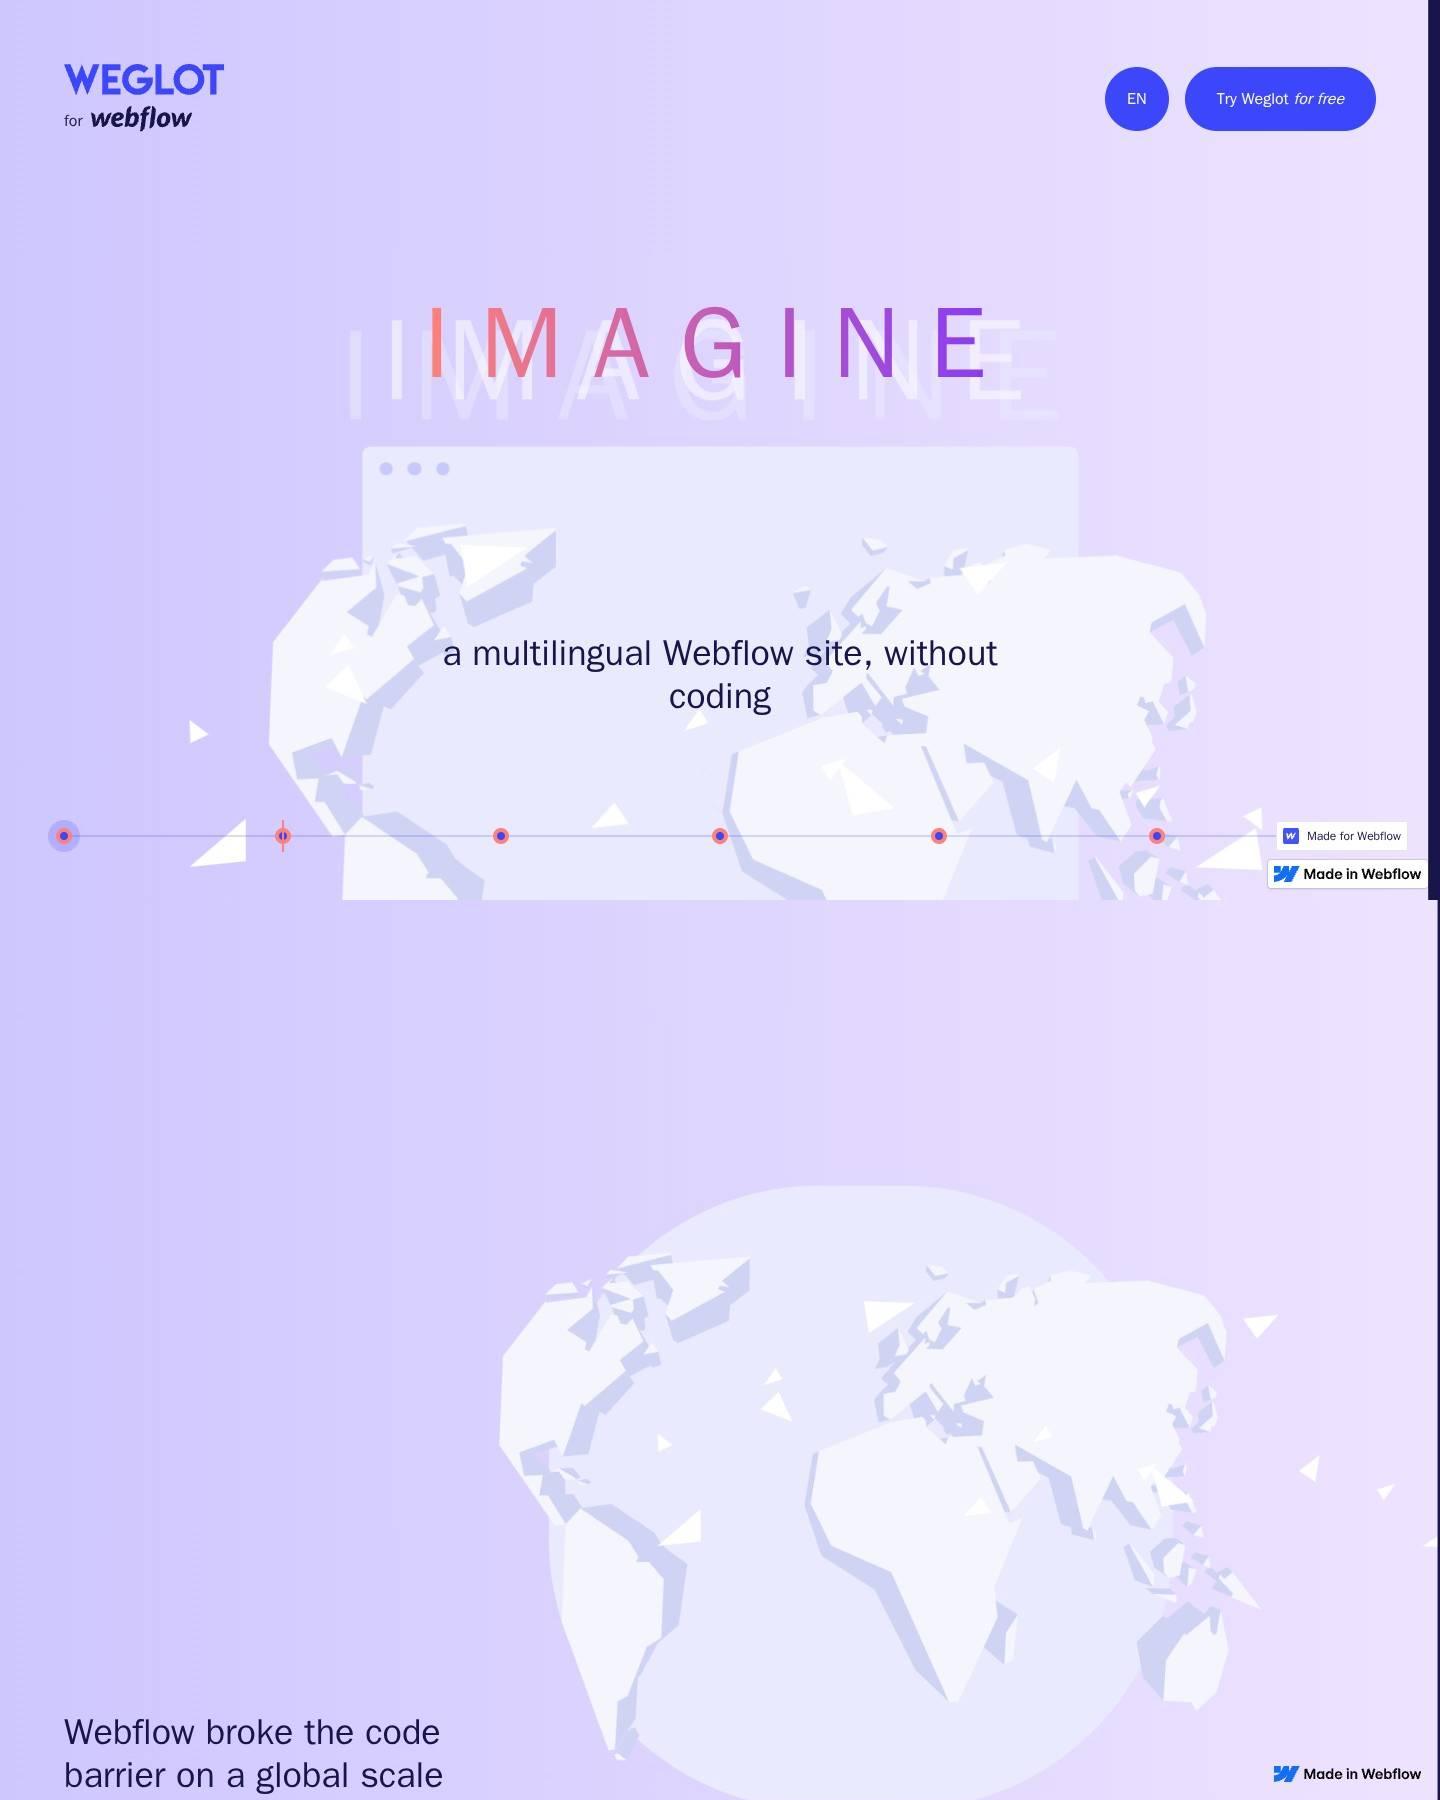 WEGLOT
for webflow
EN
Try Weglot for free
IMAGINE
a multilingual Webflow site, without
coding
Made for Webflow
Made in Webflow
Webflow broke the code
barrier on a global scale
Made in Webflow